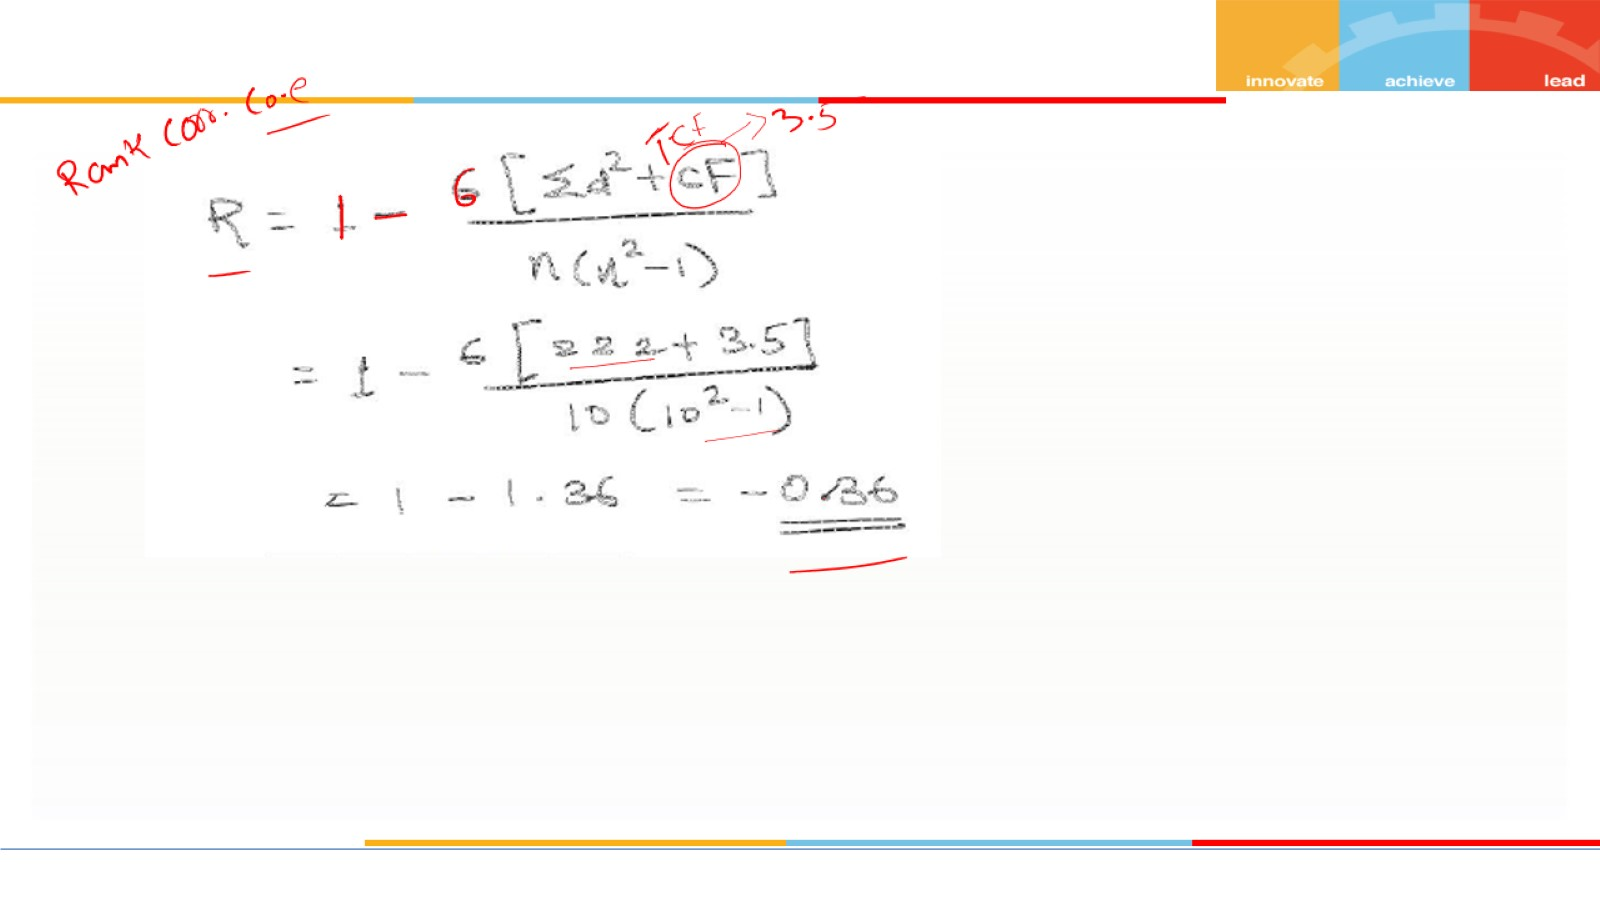 innovate achieve lead
Rank Corr. Co.e
TCF → 3.5
R = 1 - 6 [Σd² + CF] / n(n² - 1)
= 1 - 6 [222 + 3.5] / 10(10² - 1)
= 1 - 1.36 = -0.36